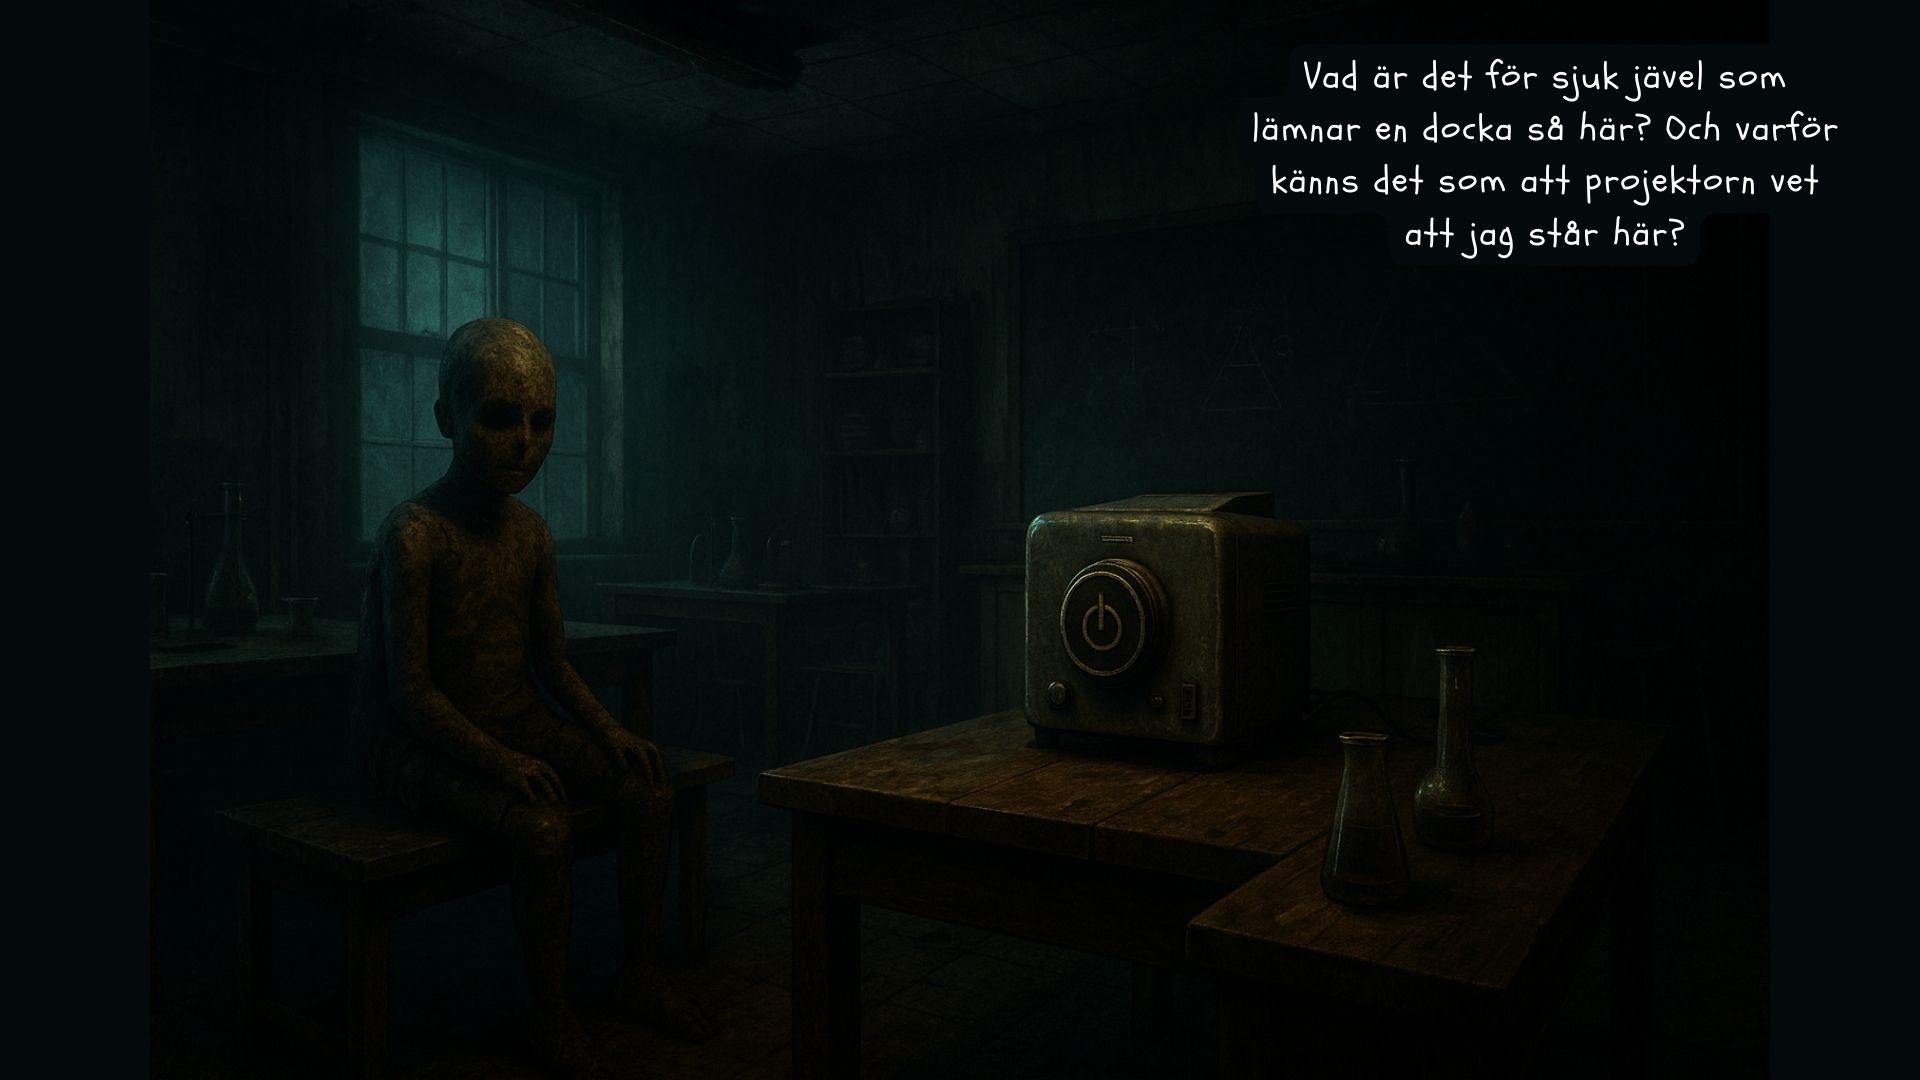 Vad är det för sjuk jävel som
lämnar en docka så här? Och varför
känns det som att projektorn vet
att jag står här?